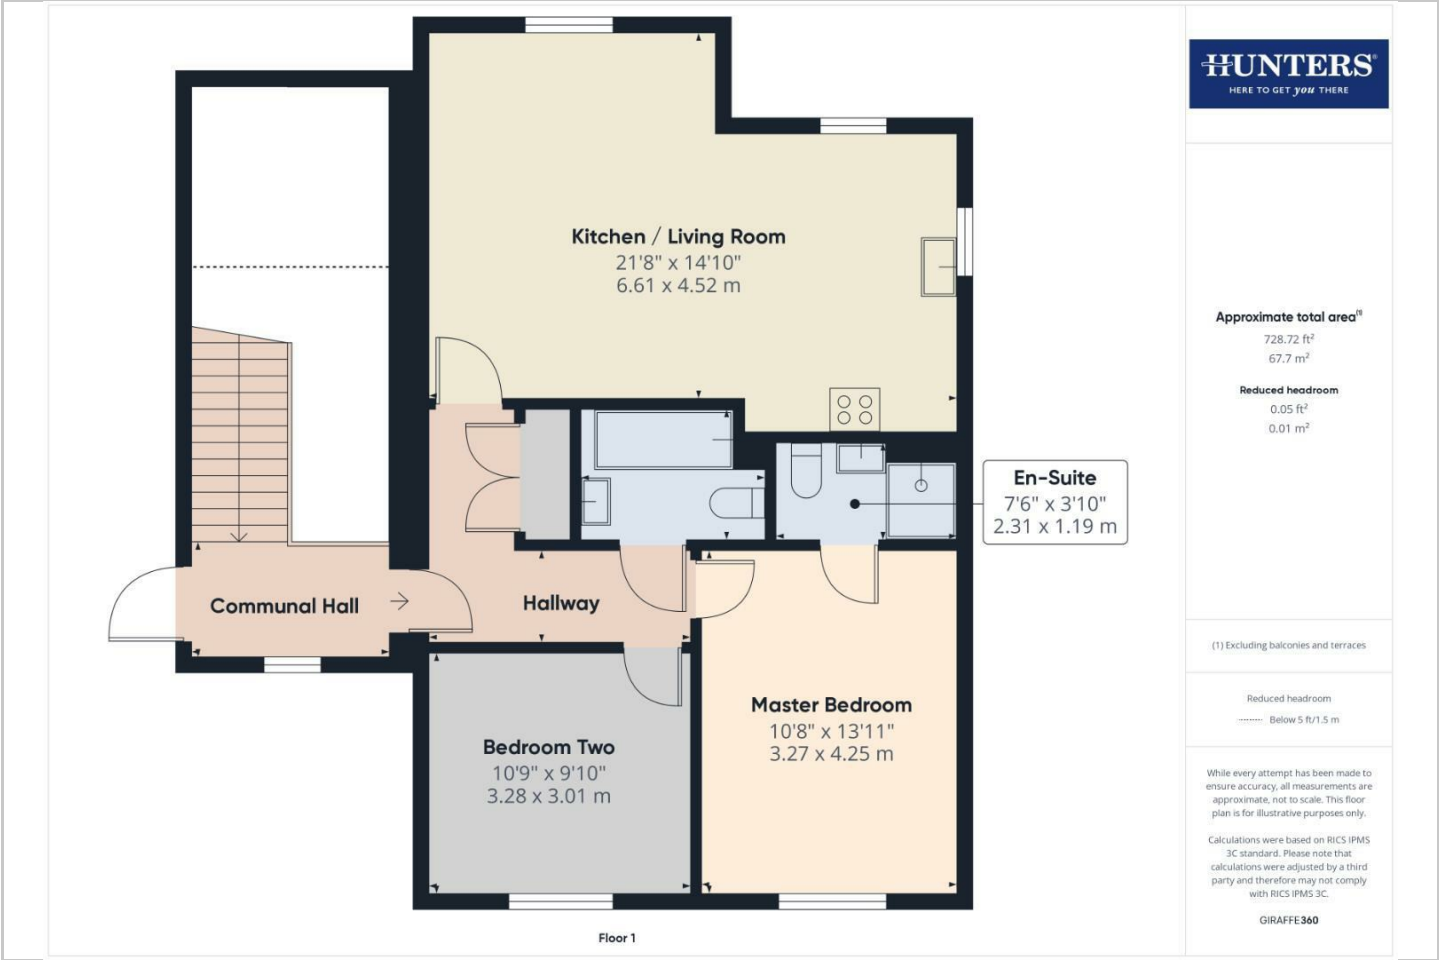 Kitchen / Living Room
21'8" x 14'10"
6.61 x 4.52 m
En-Suite
7'6" x 3'10"
2.31 x 1.19 m
Communal Hall
Hallway
Master Bedroom
10'8" x 13'11"
3.27 x 4.25 m
Bedroom Two
10'9" x 9'10"
3.28 x 3.01 m
Floor 1
HUNTERS®
HERE TO GET you THERE
Approximate total area(1)
728.72 ft²
67.7 m²
Reduced headroom
0.05 ft²
0.01 m²
(1) Excluding balconies and terraces
Reduced headroom
Below 5 ft/1.5 m
While every attempt has been made to
ensure accuracy, all measurements are
approximate, not to scale. This floor
plan is for illustrative purposes only.
Calculations were based on RICS IPMS
3C standard. Please note that
calculations were adjusted by a third
party and therefore may not comply
with RICS IPMS 3C.
GIRAFFE360